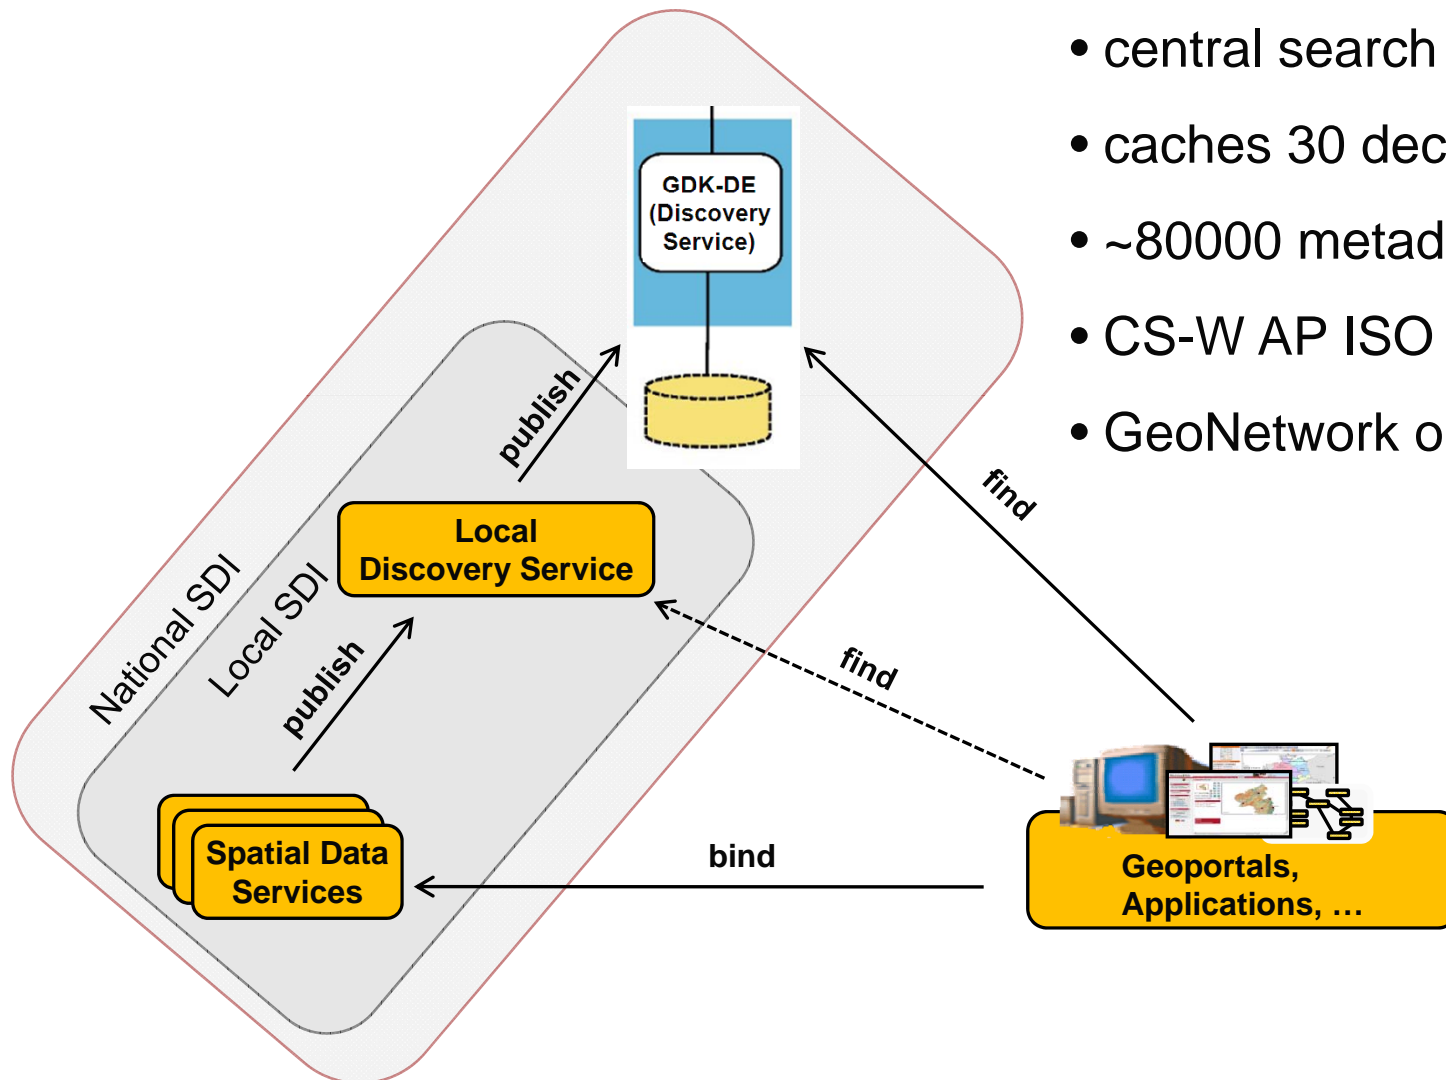 • central search
• caches 30 dec
• ~80000 metad
• CS-W AP ISO
• GeoNetwork o
GDK-DE
(Discovery
Service)
publish
find
Local
Discovery Service
National SDI
Local SDI
publish
find
Spatial Data
Services
bind
Geoportals,
Applications, …